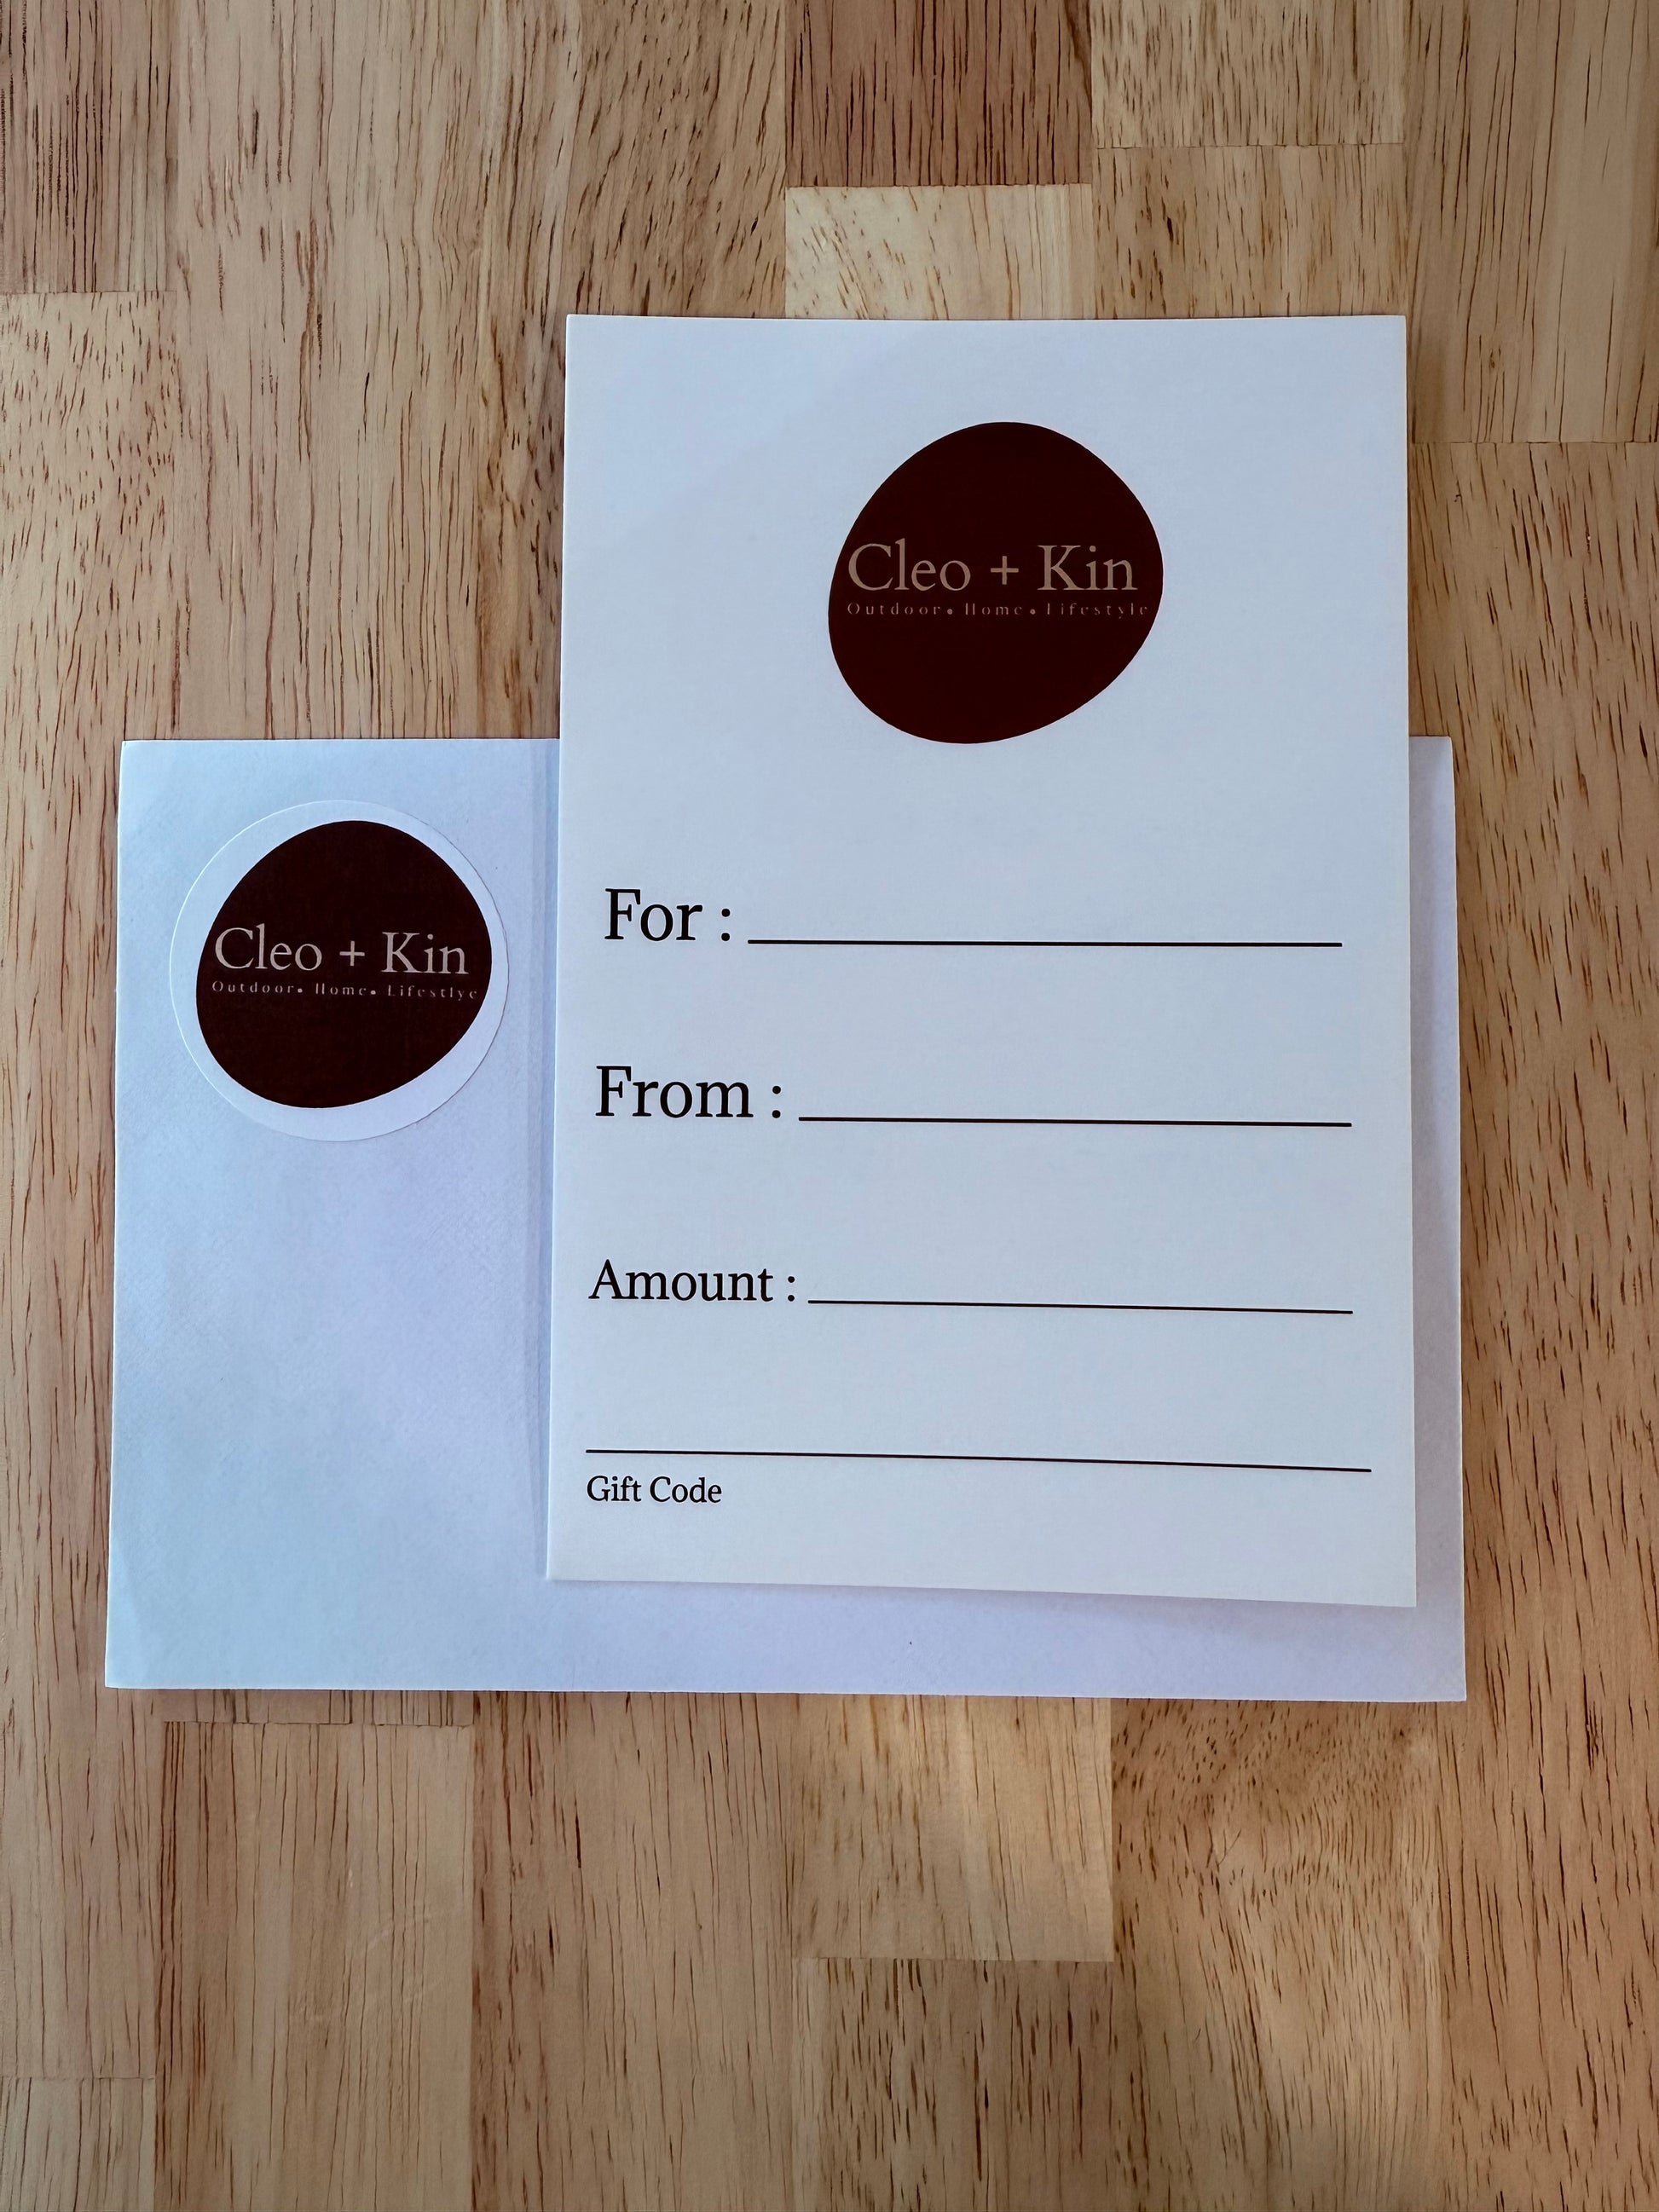 Cleo + Kin
Outdoor• Home• Lifestyle
For :
From :
Amount :
Gift Code
Cleo + Kin
Outdoor• Home• Lifestlye